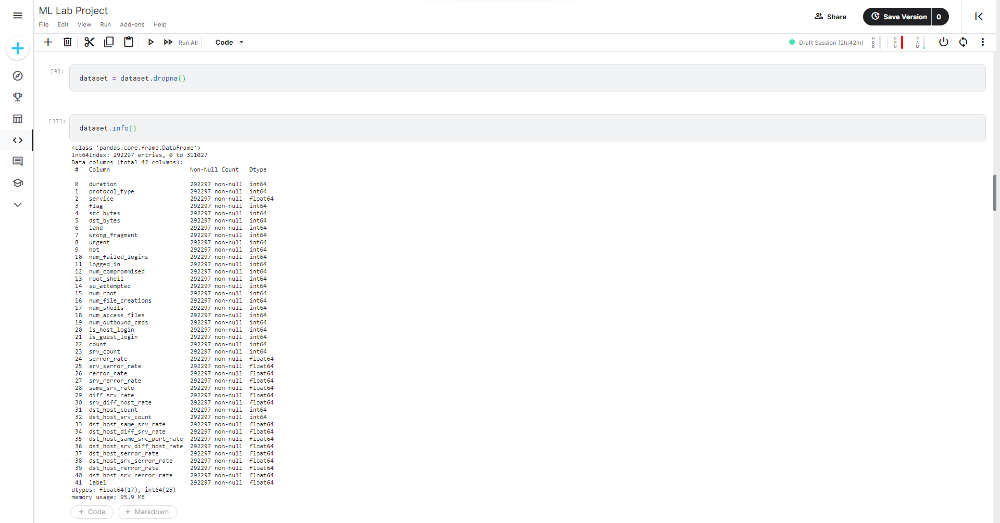 ML Lab Project
File Edit View Run Add-ons Help
Share
Save Version 0
Run All
Code
Draft Session (2h:42m)
HDD
CPU
RAM
[9]:
dataset = dataset.dropna()
[37]:
dataset.info()
<class 'pandas.core.frame.DataFrame'>
Int64Index: 292297 entries, 0 to 311027
Data columns (total 42 columns):
# Column Non-Null Count Dtype
--- ------ -------------- -----
0 duration 292297 non-null int64
1 protocol_type 292297 non-null int64
2 service 292297 non-null float64
3 flag 292297 non-null int64
4 src_bytes 292297 non-null int64
5 dst_bytes 292297 non-null int64
6 land 292297 non-null int64
7 wrong_fragment 292297 non-null int64
8 urgent 292297 non-null int64
9 hot 292297 non-null int64
10 num_failed_logins 292297 non-null int64
11 logged_in 292297 non-null int64
12 num_comprommised 292297 non-null int64
13 root_shell 292297 non-null int64
14 su_attempted 292297 non-null int64
15 num_root 292297 non-null int64
16 num_file_creations 292297 non-null int64
17 num_shells 292297 non-null int64
18 num_access_files 292297 non-null int64
19 num_outbound_cmds 292297 non-null int64
20 is_host_login 292297 non-null int64
21 is_guest_login 292297 non-null int64
22 count 292297 non-null int64
23 srv_count 292297 non-null int64
24 serror_rate 292297 non-null float64
25 srv_serror_rate 292297 non-null float64
26 rerror_rate 292297 non-null float64
27 srv_rerror_rate 292297 non-null float64
28 same_srv_rate 292297 non-null float64
29 diff_srv_rate 292297 non-null float64
30 srv_diff_host_rate 292297 non-null float64
31 dst_host_count 292297 non-null int64
32 dst_host_srv_count 292297 non-null int64
33 dst_host_same_srv_rate 292297 non-null float64
34 dst_host_diff_srv_rate 292297 non-null float64
35 dst_host_same_src_port_rate 292297 non-null float64
36 dst_host_srv_diff_host_rate 292297 non-null float64
37 dst_host_serror_rate 292297 non-null float64
38 dst_host_srv_serror_rate 292297 non-null float64
39 dst_host_rerror_rate 292297 non-null float64
40 dst_host_srv_rerror_rate 292297 non-null float64
41 label 292297 non-null float64
dtypes: float64(17), int64(25)
memory usage: 95.9 MB
+ Code + Markdown